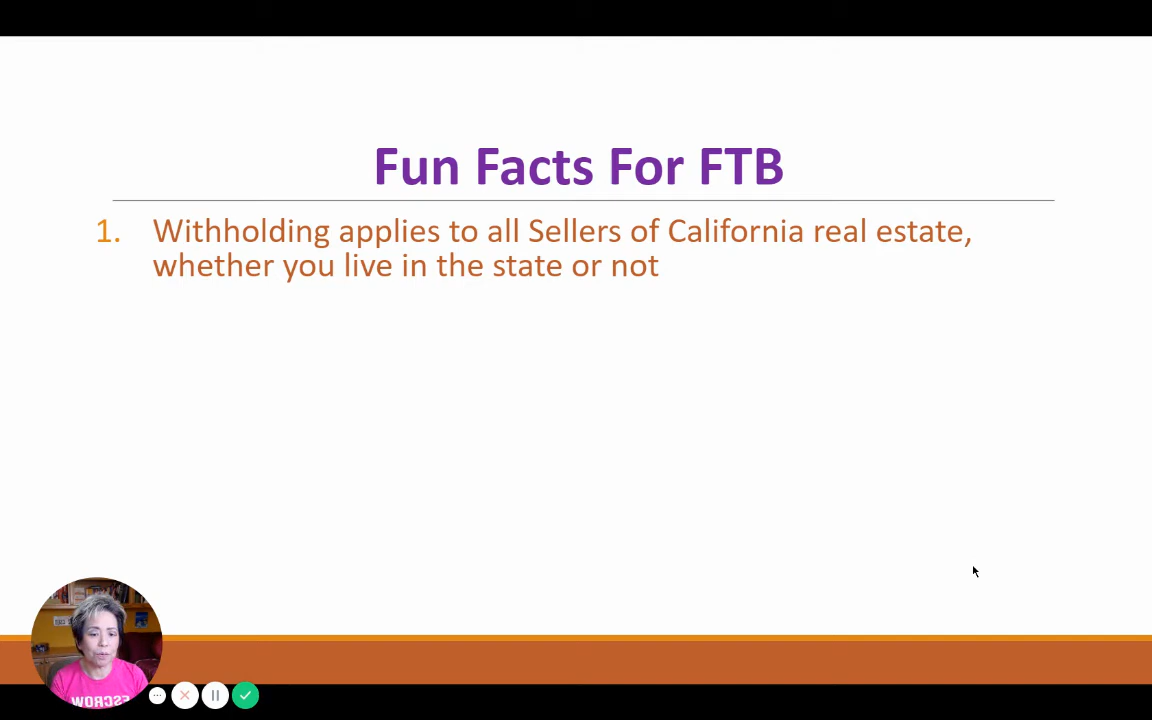 Fun Facts For FTB
1. Withholding applies to all Sellers of California real estate,
whether you live in the state or not
ESCROW